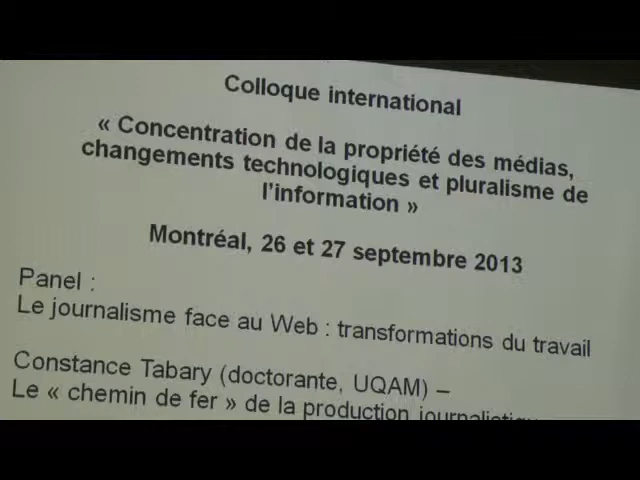 Colloque international
« Concentration de la propriété des médias,
changements technologiques et pluralisme de
l'information »
Montréal, 26 et 27 septembre 2013
Panel :
Le journalisme face au Web : transformations du travail
Constance Tabary (doctorante, UQAM) –
Le « chemin de fer » de la production